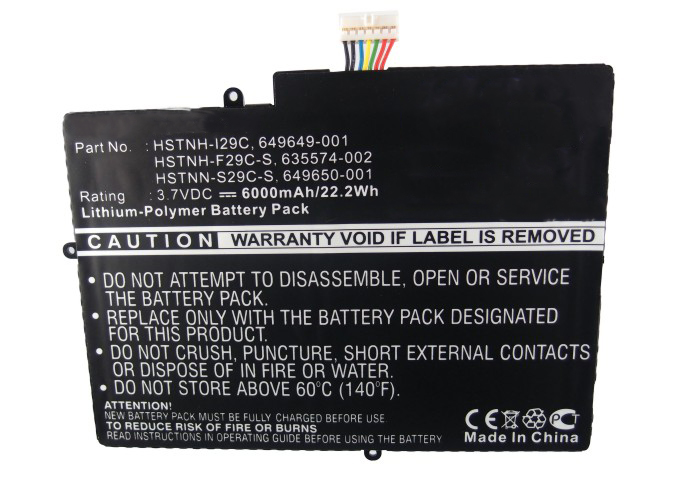 Part No. : HSTNH-I29C, 649649-001
HSTNH-F29C-S, 635574-002
HSTNN-S29C-S, 649650-001
Rating : 3.7VDC ⎓ 6000mAh/22.2Wh
Lithium-Polymer Battery Pack
CAUTION WARRANTY VOID IF LABEL IS REMOVED
• DO NOT ATTEMPT TO DISASSEMBLE, OPEN OR SERVICE
THE BATTERY PACK.
• REPLACE ONLY WITH THE BATTERY PACK DESIGNATED
FOR THIS PRODUCT.
• DO NOT CRUSH, PUNCTURE, SHORT EXTERNAL CONTACTS
OR DISPOSE OF IN FIRE OR WATER.
• DO NOT STORE ABOVE 60°C (140°F).
ATTENTION!
NEW BATTERY PACK MUST BE FULLY CHARGED BEFORE USE
TO REDUCE RISK OF FIRE OR INJURY
READ INSTRUCTIONS IN OPERATING GUIDE BEFORE USING THE BATTERY
CE PCT
Made In China